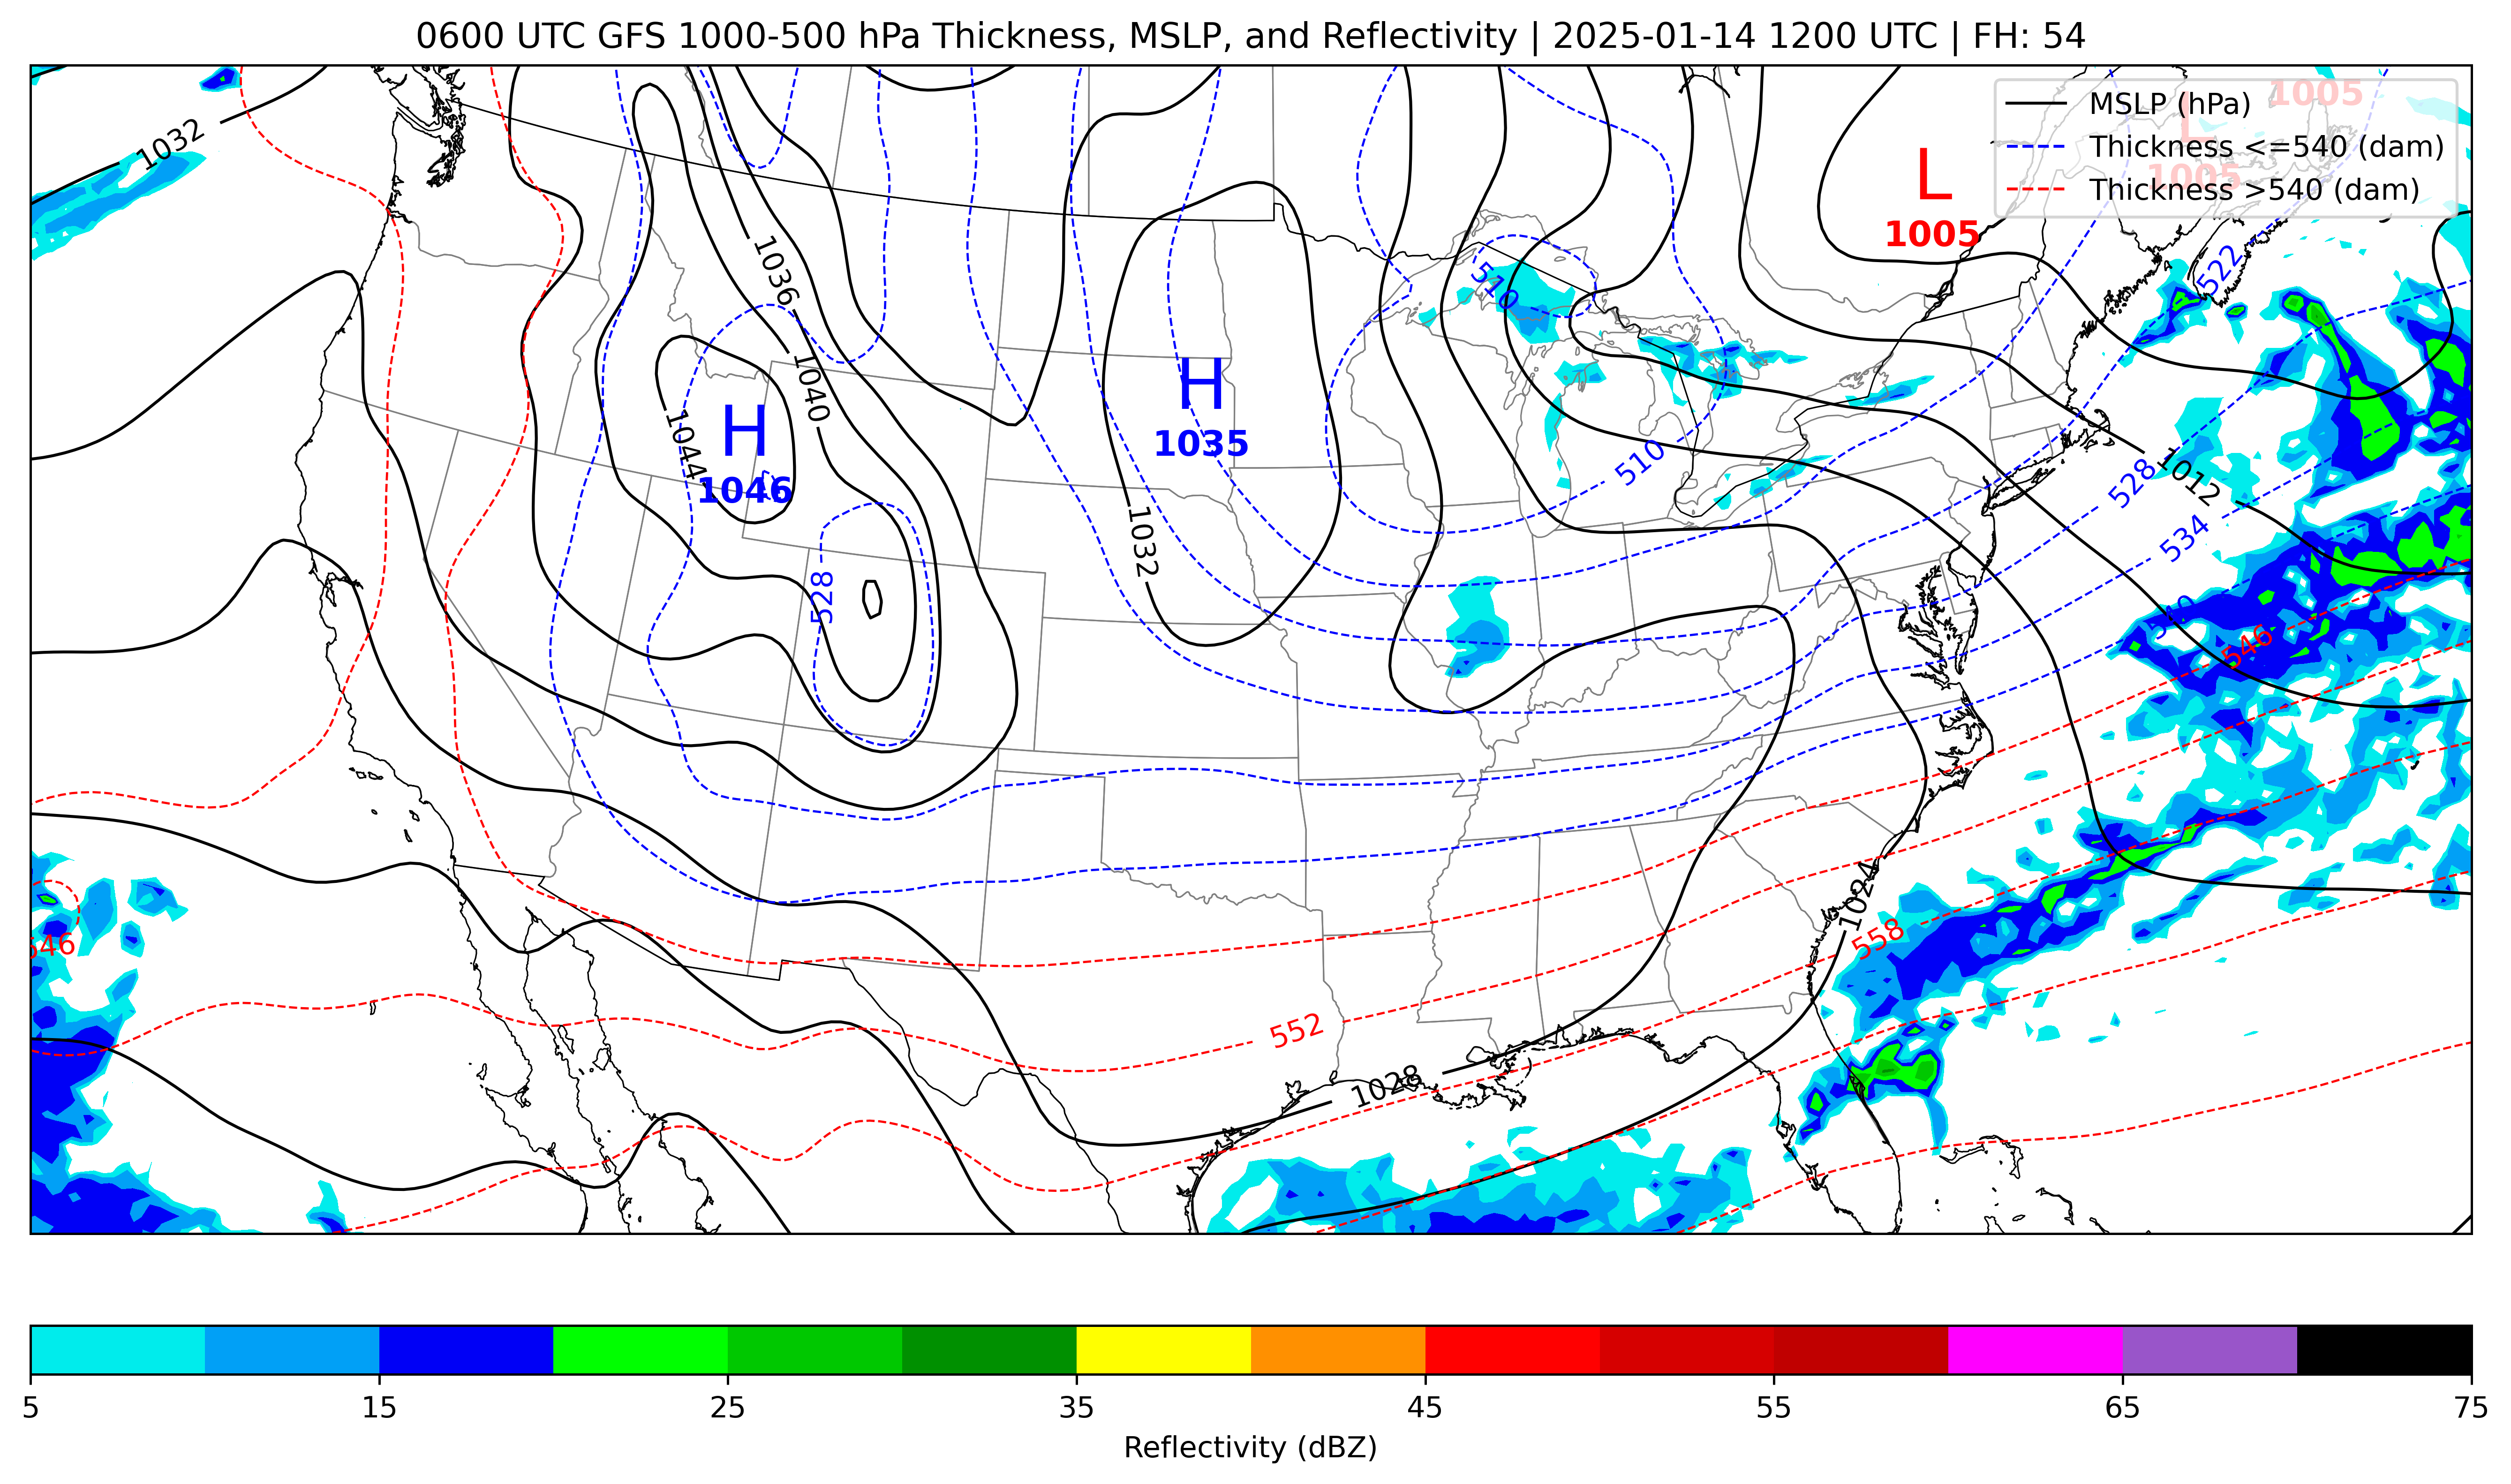 0600 UTC GFS 1000-500 hPa Thickness, MSLP, and Reflectivity | 2025-01-14 1200 UTC | FH: 54
MSLP (hPa)
Thickness <=540 (dam)
Thickness >540 (dam)
1005
L
1005
L
1005
1032
1036
1040
1044
H
1046
H
1035
1032
528
510
510
522
528
1012
534
540
546
1024
558
552
1028
546
5 15 25 35 45 55 65 75
Reflectivity (dBZ)